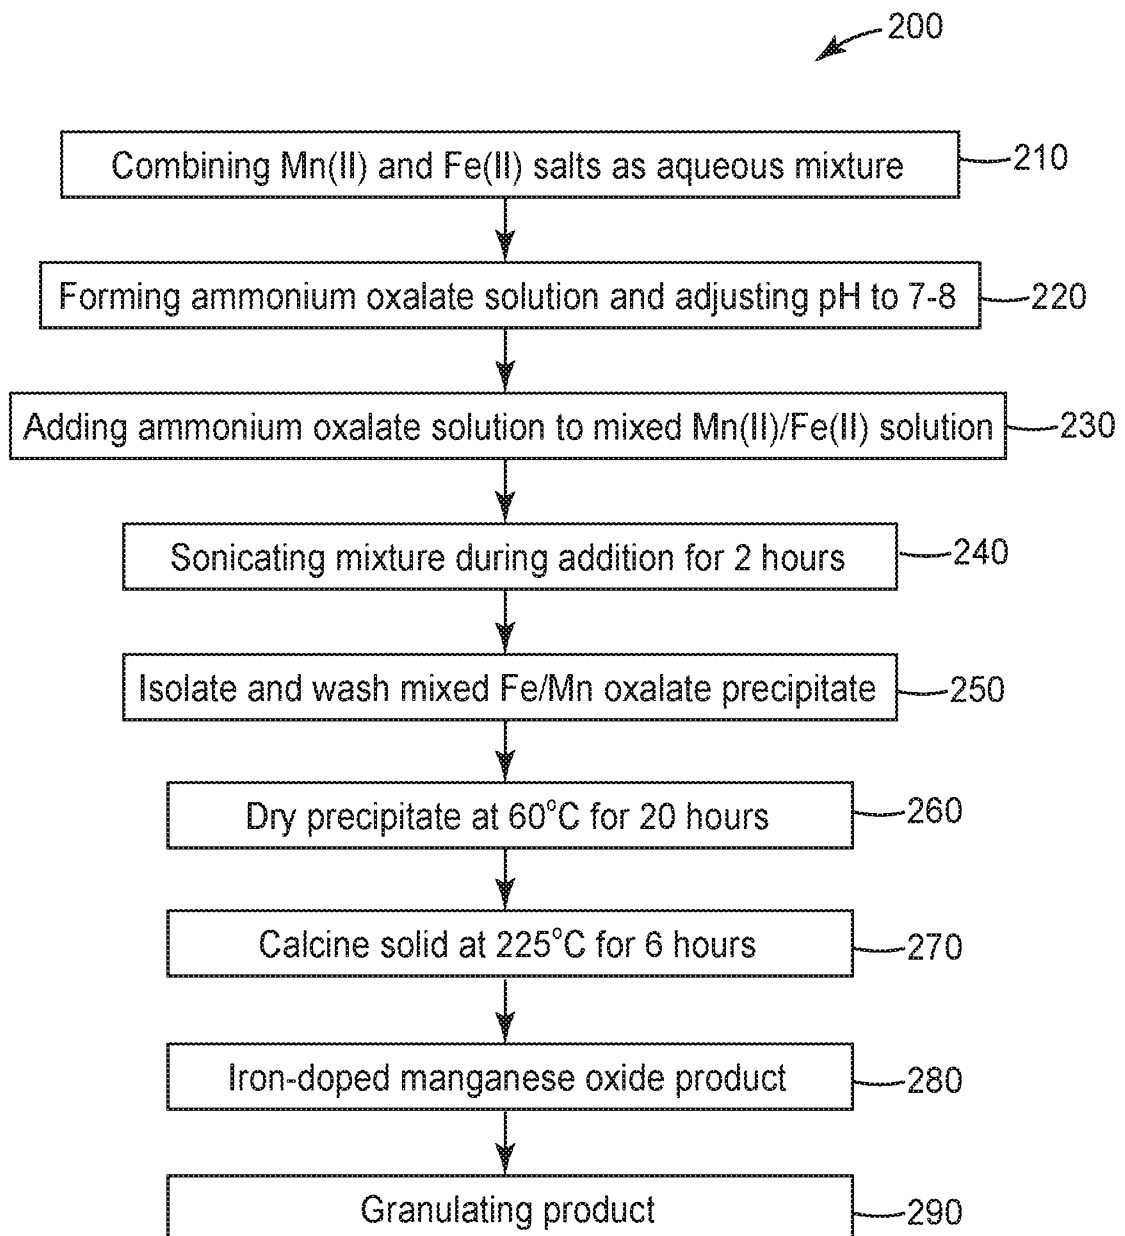 200
Combining Mn(II) and Fe(II) salts as aqueous mixture
210
Forming ammonium oxalate solution and adjusting pH to 7-8
220
Adding ammonium oxalate solution to mixed Mn(II)/Fe(II) solution
230
Sonicating mixture during addition for 2 hours
240
Isolate and wash mixed Fe/Mn oxalate precipitate
250
Dry precipitate at 60°C for 20 hours
260
Calcine solid at 225°C for 6 hours
270
Iron-doped manganese oxide product
280
Granulating product
290